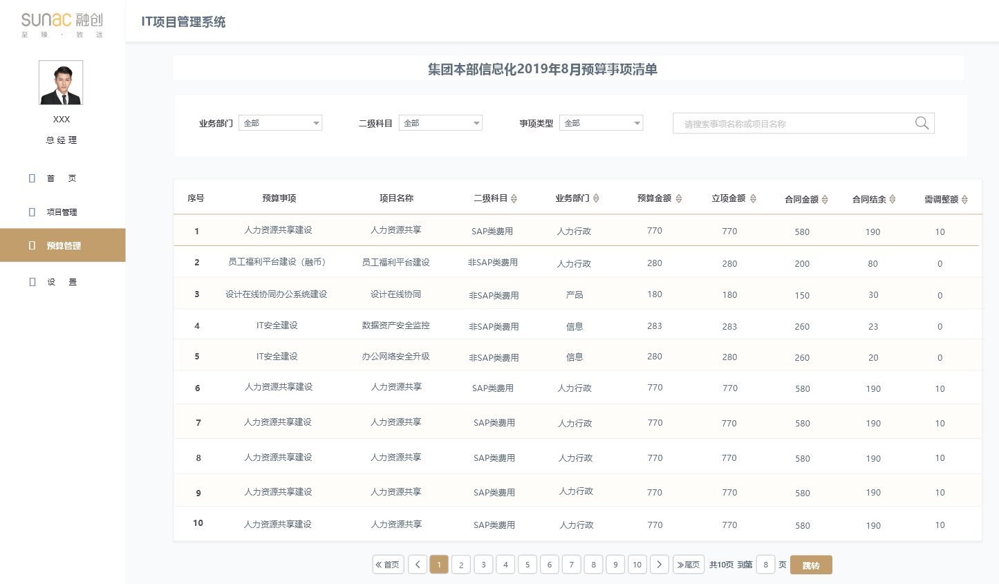 sunac 融创
至 臻 · 致 远
IT项目管理系统
XXX
总 经 理
首 页
项目管理
预算管理
设 置
集团本部信息化2019年8月预算事项清单
业务部门 全部 二级科目 全部 事项类型 全部 请搜索事项名称或项目名称
序号 预算事项 项目名称 二级科目 业务部门 预算金额 立项金额 合同金额 合同结余 需调整额
1 人力资源共享建设 人力资源共享 SAP类费用 人力行政 770 770 580 190 10
2 员工福利平台建设（融币） 员工福利平台建设 非SAP类费用 人力行政 280 280 200 80 0
3 设计在线协同办公系统建设 设计在线协同 非SAP类费用 产品 180 180 150 30 0
4 IT安全建设 数据资产安全监控 非SAP类费用 信息 283 283 260 23 0
5 IT安全建设 办公网络安全升级 非SAP类费用 信息 280 280 260 20 0
6 人力资源共享建设 人力资源共享 SAP类费用 人力行政 770 770 580 190 10
7 人力资源共享建设 人力资源共享 SAP类费用 人力行政 770 770 580 190 10
8 人力资源共享建设 人力资源共享 SAP类费用 人力行政 770 770 580 190 10
9 人力资源共享建设 人力资源共享 SAP类费用 人力行政 770 770 580 190 10
10 人力资源共享建设 人力资源共享 SAP类费用 人力行政 770 770 580 190 10
≪首页 < 1 2 3 4 5 6 7 8 9 10 > ≫尾页 共10页 到第 8 页 跳转